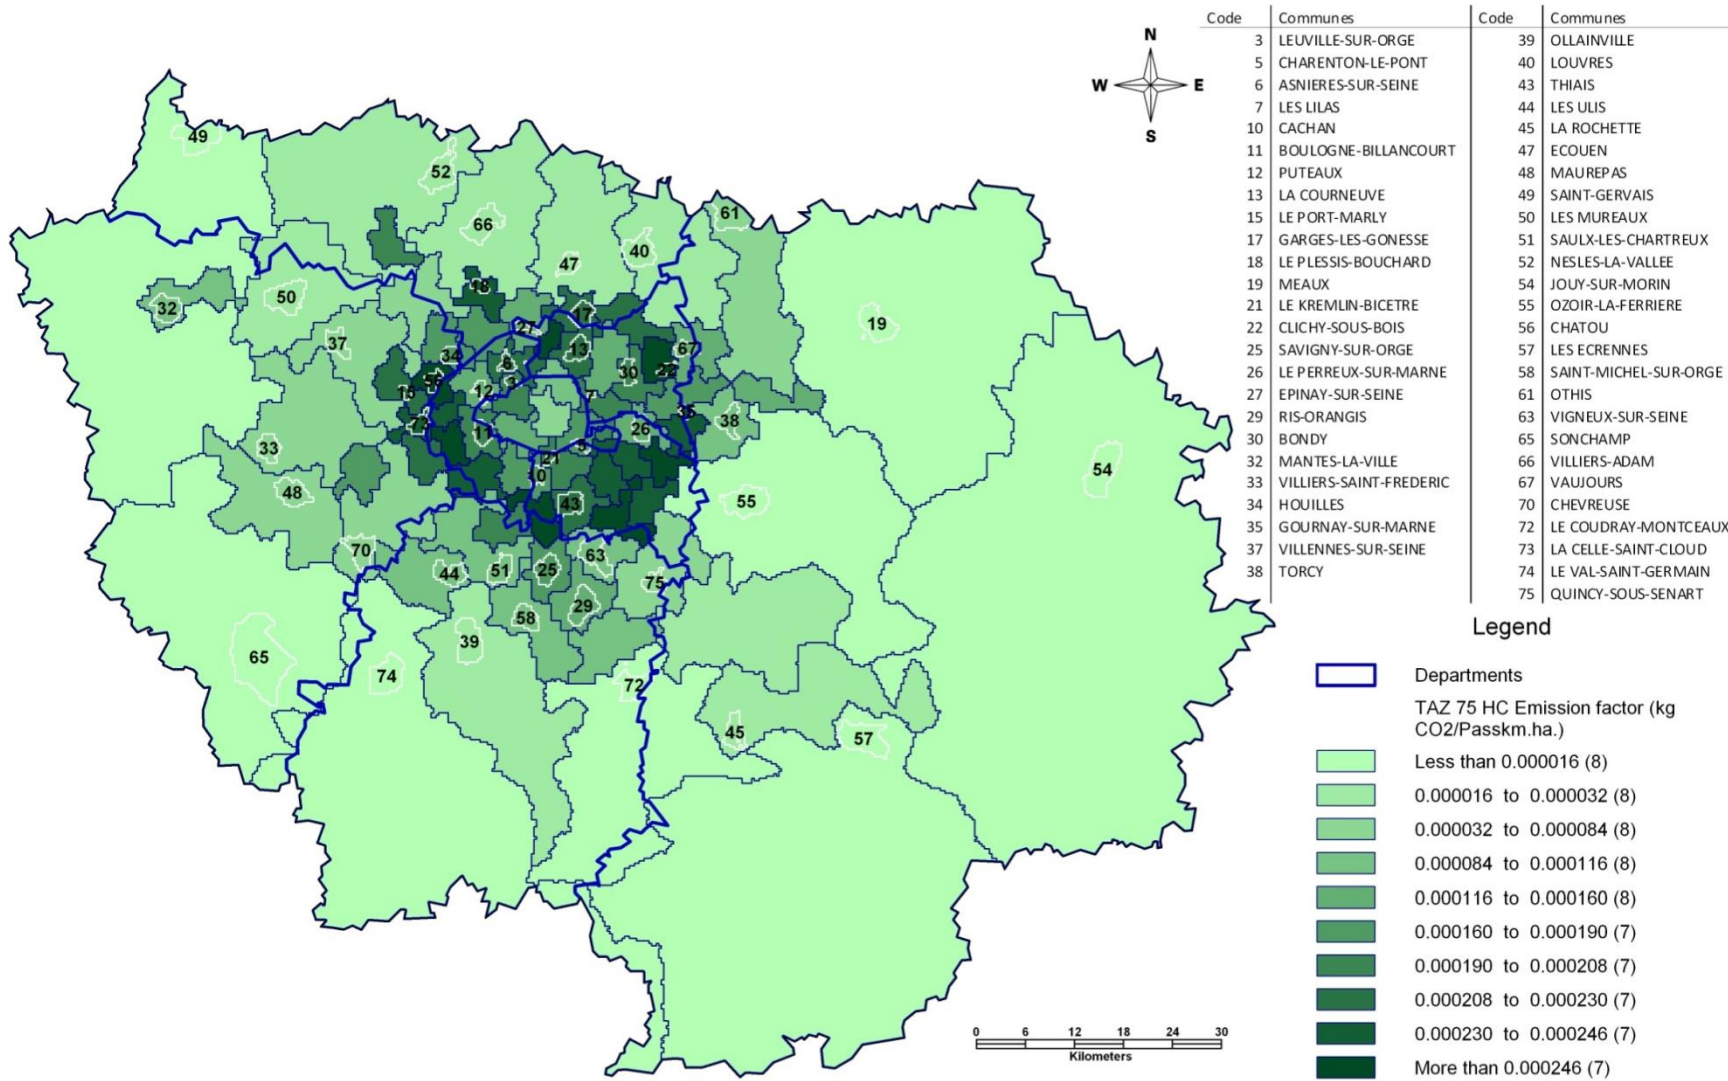 Code Communes Code Communes
3 LEUVILLE-SUR-ORGE 39 OLLAINVILLE
5 CHARENTON-LE-PONT 40 LOUVRES
6 ASNIERES-SUR-SEINE 43 THIAIS
7 LES LILAS 44 LES ULIS
10 CACHAN 45 LA ROCHETTE
11 BOULOGNE-BILLANCOURT 47 ECOUEN
12 PUTEAUX 48 MAUREPAS
13 LA COURNEUVE 49 SAINT-GERVAIS
15 LE PORT-MARLY 50 LES MUREAUX
17 GARGES-LES-GONESSE 51 SAULX-LES-CHARTREUX
18 LE PLESSIS-BOUCHARD 52 NESLES-LA-VALLEE
19 MEAUX 54 JOUY-SUR-MORIN
21 LE KREMLIN-BICETRE 55 OZOIR-LA-FERRIERE
22 CLICHY-SOUS-BOIS 56 CHATOU
25 SAVIGNY-SUR-ORGE 57 LES ECRENNES
26 LE PERREUX-SUR-MARNE 58 SAINT-MICHEL-SUR-ORGE
27 EPINAY-SUR-SEINE 61 OTHIS
29 RIS-ORANGIS 63 VIGNEUX-SUR-SEINE
30 BONDY 65 SONCHAMP
32 MANTES-LA-VILLE 66 VILLIERS-ADAM
33 VILLIERS-SAINT-FREDERIC 67 VAUJOURS
34 HOUILLES 70 CHEVREUSE
35 GOURNAY-SUR-MARNE 72 LE COUDRAY-MONTCEAUX
37 VILLENNES-SUR-SEINE 73 LA CELLE-SAINT-CLOUD
38 TORCY 74 LE VAL-SAINT-GERMAIN
75 QUINCY-SOUS-SENART
N
W E
S
49
52
61
66
40
47
18
50
32
17
19
27
37
13
67
34
6
30
22
56
3
12
15
7
35
38
73
11
26
33
5
21
10
54
48
43
55
70
63
44
51
25
75
29
58
39
65
74
72
45
57
Legend
Departments
TAZ 75 HC Emission factor (kg
CO2/Passkm.ha.)
Less than 0.000016 (8)
0.000016 to 0.000032 (8)
0.000032 to 0.000084 (8)
0.000084 to 0.000116 (8)
0.000116 to 0.000160 (8)
0.000160 to 0.000190 (7)
0.000190 to 0.000208 (7)
0.000208 to 0.000230 (7)
0.000230 to 0.000246 (7)
More than 0.000246 (7)
0 6 12 18 24 30
Kilometers